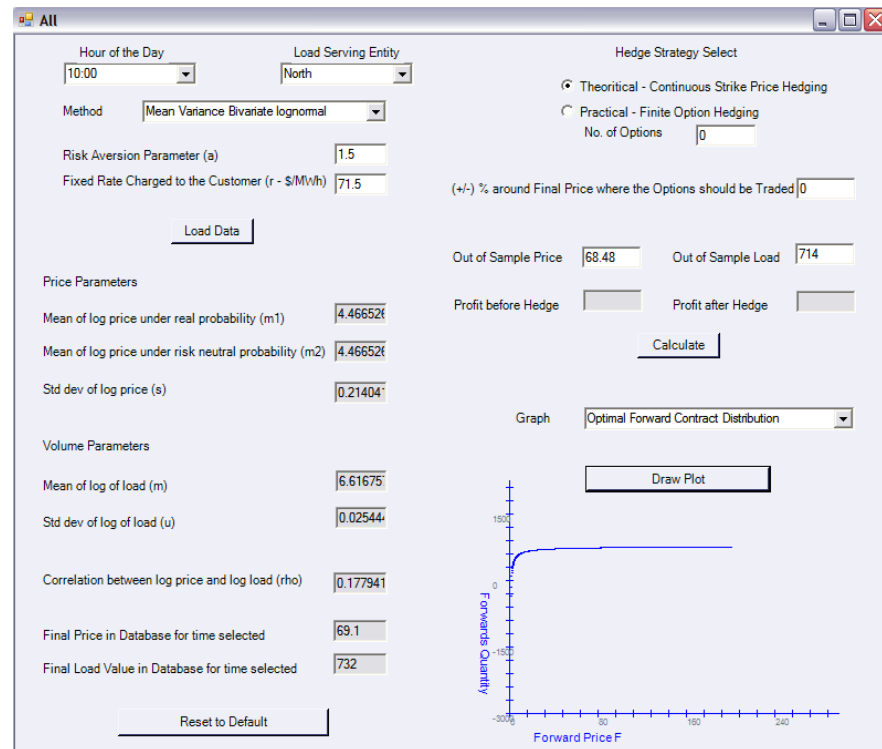 All
Hour of the Day
Load Serving Entity
10:00
North
Method
Mean Variance Bivariate lognormal
Risk Aversion Parameter (a)
1.5
Fixed Rate Charged to the Customer (r - $/MWh)
71.5
Load Data
Price Parameters
Mean of log price under real probability (m1)
4.466526
Mean of log price under risk neutral probability (m2)
4.466526
Std dev of log price (s)
0.214041
Volume Parameters
Mean of log of load (m)
6.616757
Std dev of log of load (u)
0.025444
Correlation between log price and log load (rho)
0.177941
Final Price in Database for time selected
69.1
Final Load Value in Database for time selected
732
Reset to Default
Hedge Strategy Select
Theoritical - Continuous Strike Price Hedging
Practical - Finite Option Hedging
No. of Options
0
(+/-) % around Final Price where the Options should be Traded
0
Out of Sample Price
68.48
Out of Sample Load
714
Profit before Hedge
Profit after Hedge
Calculate
Graph
Optimal Forward Contract Distribution
Draw Plot
1500
0
-1500
-3000
Forwards Quantity
0
80
160
240
Forward Price F